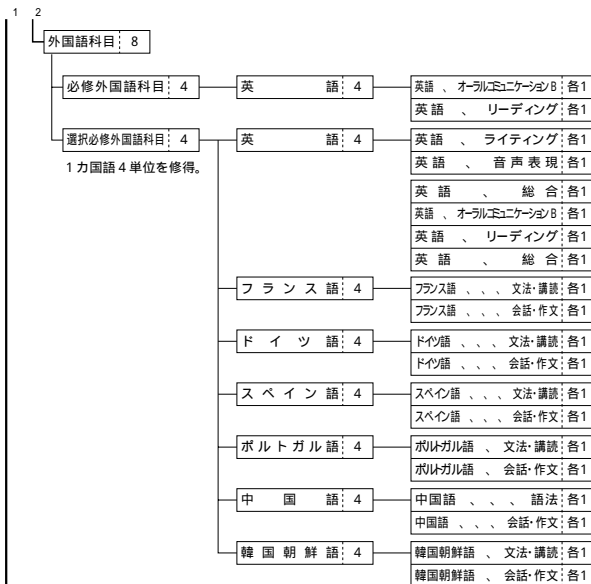 1 2
外国語科目 8
必修外国語科目 4 英語 4 英語 、 オーラルコミュニケーションB 各1
英語 、 リーディング 各1
選択必修外国語科目 4 英語 4 英語 、 ライティング 各1
1カ国語4単位を修得。 英語 、 音声表現 各1
英語 、 総合 各1
英語 、 オーラルコミュニケーションB 各1
英語 、 リーディング 各1
英語 、 総合 各1
フランス語 4 フランス語 、 、 、 文法・講読 各1
フランス語 、 、 、 会話・作文 各1
ドイツ語 4 ドイツ語 、 、 、 文法・講読 各1
ドイツ語 、 、 、 会話・作文 各1
スペイン語 4 スペイン語 、 、 、 文法・講読 各1
スペイン語 、 、 、 会話・作文 各1
ポルトガル語 4 ポルトガル語 、 文法・講読 各1
ポルトガル語 、 会話・作文 各1
中国語 4 中国語 、 、 、 語法 各1
中国語 、 、 、 会話・作文 各1
韓国朝鮮語 4 韓国朝鮮語 、 文法・講読 各1
韓国朝鮮語 、 会話・作文 各1